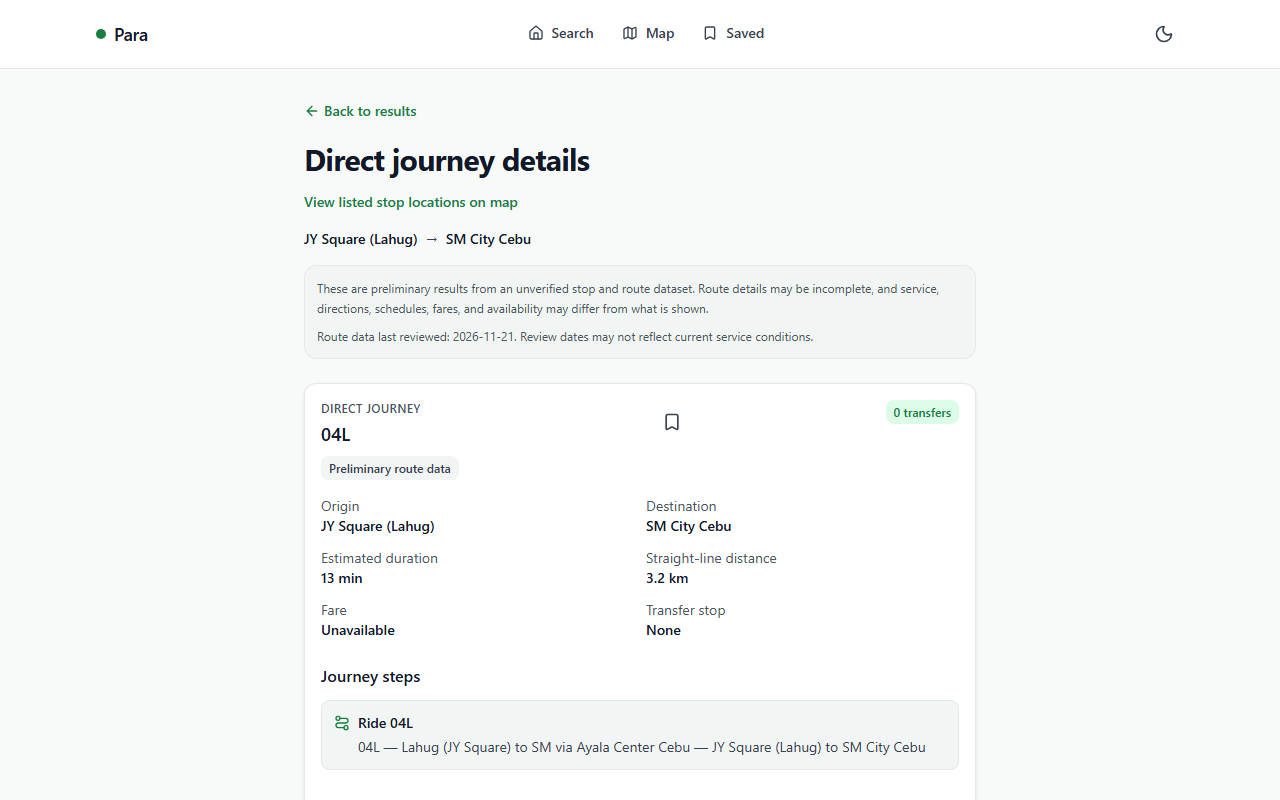 Para
Search
Map
Saved
Back to results
Direct journey details
View listed stop locations on map
JY Square (Lahug) → SM City Cebu
These are preliminary results from an unverified stop and route dataset. Route details may be incomplete, and service,
directions, schedules, fares, and availability may differ from what is shown.
Route data last reviewed: 2026-11-21. Review dates may not reflect current service conditions.
DIRECT JOURNEY
0 transfers
04L
Preliminary route data
Origin
JY Square (Lahug)
Destination
SM City Cebu
Estimated duration
13 min
Straight-line distance
3.2 km
Fare
Unavailable
Transfer stop
None
Journey steps
Ride 04L
04L — Lahug (JY Square) to SM via Ayala Center Cebu — JY Square (Lahug) to SM City Cebu